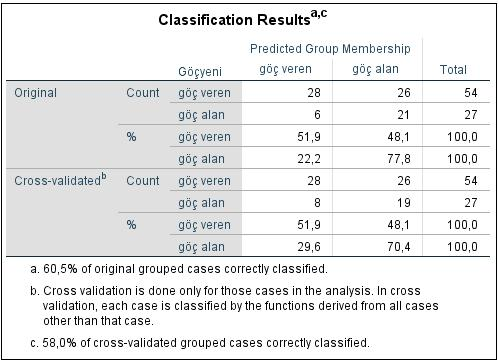 Classification Resultsa,c
Predicted Group Membership
Göçyeni göç veren göç alan Total
Original Count göç veren 28 26 54
göç alan 6 21 27
% göç veren 51,9 48,1 100,0
göç alan 22,2 77,8 100,0
Cross-validatedb Count göç veren 28 26 54
göç alan 8 19 27
% göç veren 51,9 48,1 100,0
göç alan 29,6 70,4 100,0
a. 60,5% of original grouped cases correctly classified.
b. Cross validation is done only for those cases in the analysis. In cross
validation, each case is classified by the functions derived from all cases
other than that case.
c. 58,0% of cross-validated grouped cases correctly classified.